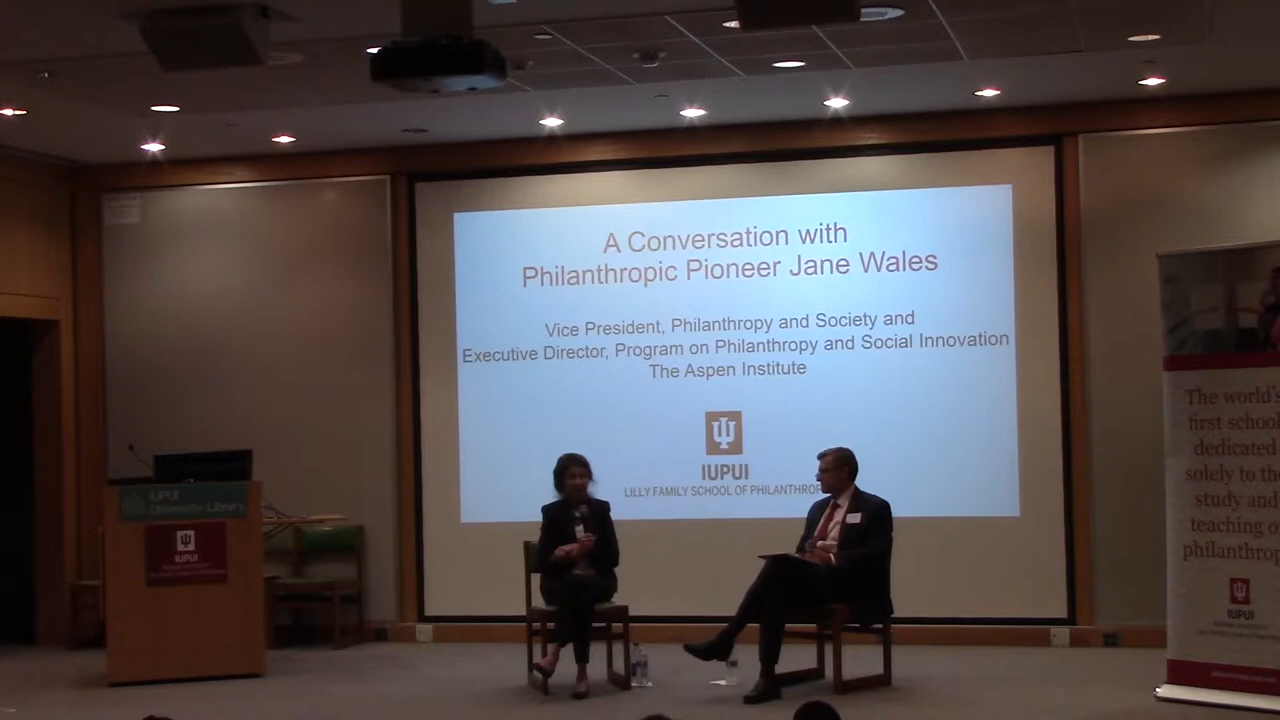 A Conversation with
Philanthropic Pioneer Jane Wales
Vice President, Philanthropy and Society and
Executive Director, Program on Philanthropy and Social Innovation
The Aspen Institute
IUPUI
LILLY FAMILY SCHOOL OF PHILANTHROP
IUPUI
University Library
IUPUI
The world's
first school
dedicated
solely to the
study and
teaching o
philanthrop
IUPUI